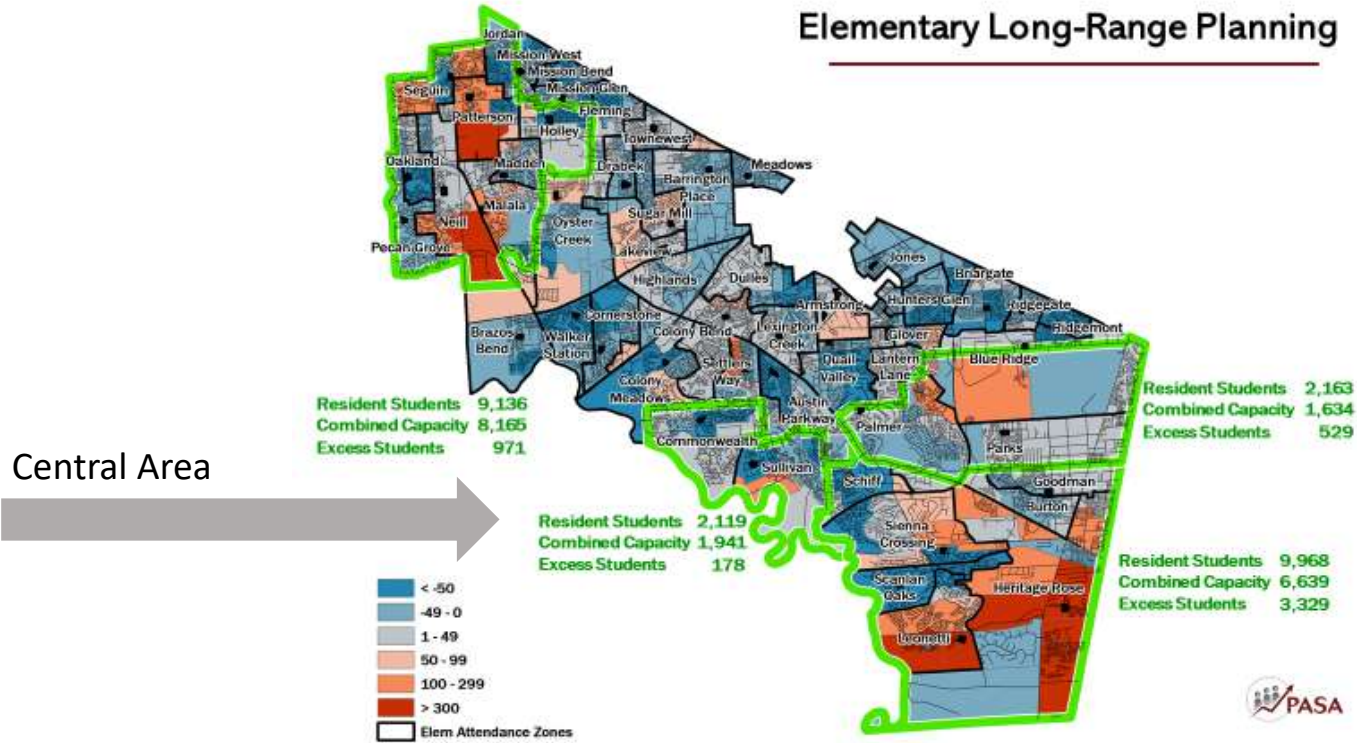 Elementary Long-Range Planning
Jordan
Mission West
Mission Bend
Mission Glen
Seguin
Fleming
Patterson
Holley
Townewest
Oakland
Madden
Drabek
Meadows
Barrington
Place
Malala
Sugar Mill
Neill
Oyster
Creek
Pecan Grove
Lakeview
Jones
Highlands
Dulles
Briargate
Armstrong
Hunters Glen
Ridgegate
Cornerstone
Colony Bend
Lexington
Creek
Ridgemont
Brazos
Bend
Walker
Station
Glover
Settlers
Way
Quail
Valley
Lantern
Lane
Blue Ridge
Colony
Meadows
Austin
Parkway
Palmer
Commonwealth
Parks
Sullivan
Schiff
Goodman
Burton
Sienna
Crossing
Scanlan
Oaks
Heritage Rose
Leonetti
Resident Students 9,136
Combined Capacity 8,165
Excess Students 971
Resident Students 2,163
Combined Capacity 1,634
Excess Students 529
Central Area
Resident Students 2,119
Combined Capacity 1,941
Excess Students 178
Resident Students 9,968
Combined Capacity 6,639
Excess Students 3,329
< -50
-49 - 0
1 - 49
50 - 99
100 - 299
> 300
Elem Attendance Zones
PASA